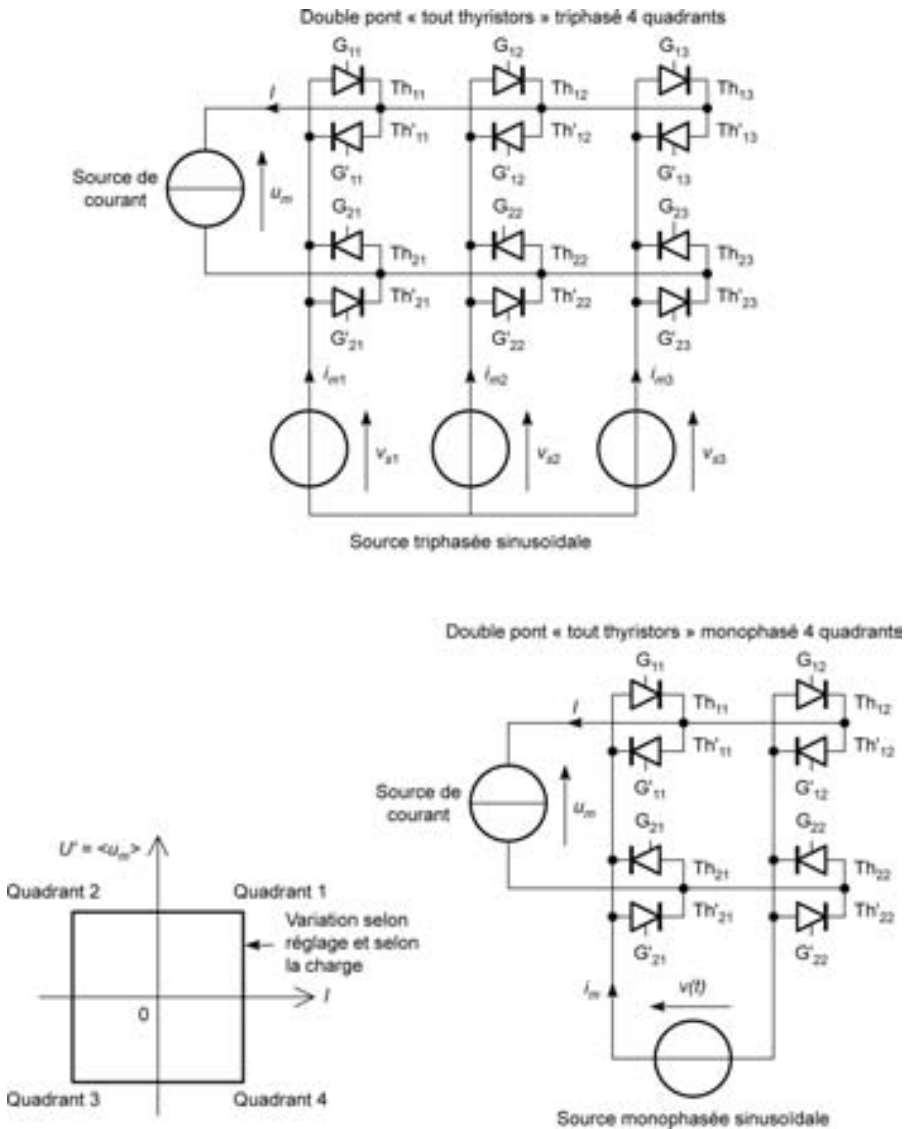 Double pont « tout thyristors » triphasé 4 quadrants
G11 G12 G13
Th11 Th12 Th13
I
Th'11 Th'12 Th'13
G'11 G'12 G'13
Source de
courant
um
G21 G22 G23
Th21 Th22 Th23
Th'21 Th'22 Th'23
G'21 G'22 G'23
im1 im2 im3
vs1 vs2 vs3
Source triphasée sinusoïdale
Double pont « tout thyristors » monophasé 4 quadrants
G11 G12
Th11 Th12
I
Th'11 Th'12
G'11 G'12
Source de
courant
um
G21 G22
Th21 Th22
Th'21 Th'22
G'21 G'22
im
v(t)
Source monophasée sinusoïdale
U' = <um>
Quadrant 2 Quadrant 1
Variation selon
réglage et selon
la charge
0 I
Quadrant 3 Quadrant 4